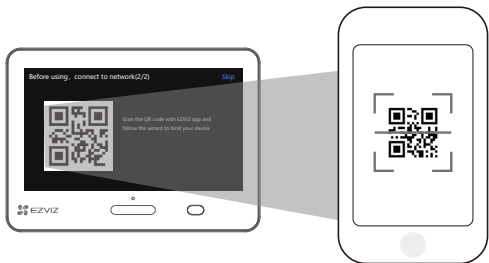 Before using，connect to network(2/2)
Skip
Scan the QR code with EZVIZ app and
follow the wizard to bind your device
EZVIZ